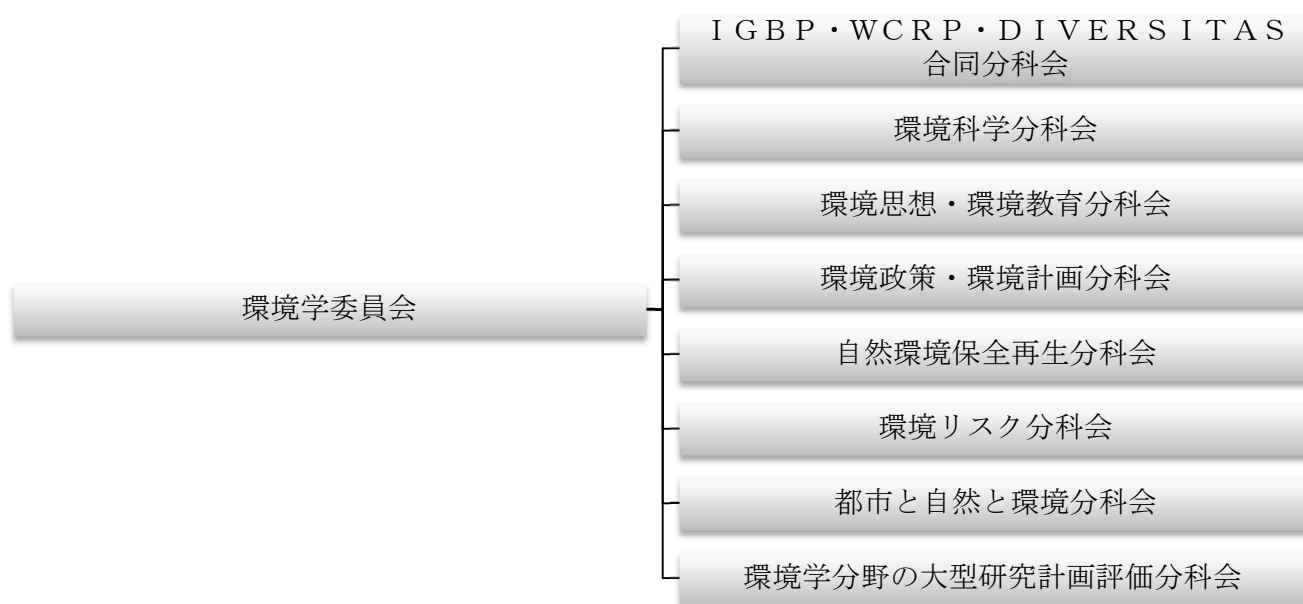 環境学委員会
ＩＧＢＰ・ＷＣＲＰ・ＤＩＶＥＲＳＩＴＡＳ
合同分科会
環境科学分科会
環境思想・環境教育分科会
環境政策・環境計画分科会
自然環境保全再生分科会
環境リスク分科会
都市と自然と環境分科会
環境学分野の大型研究計画評価分科会